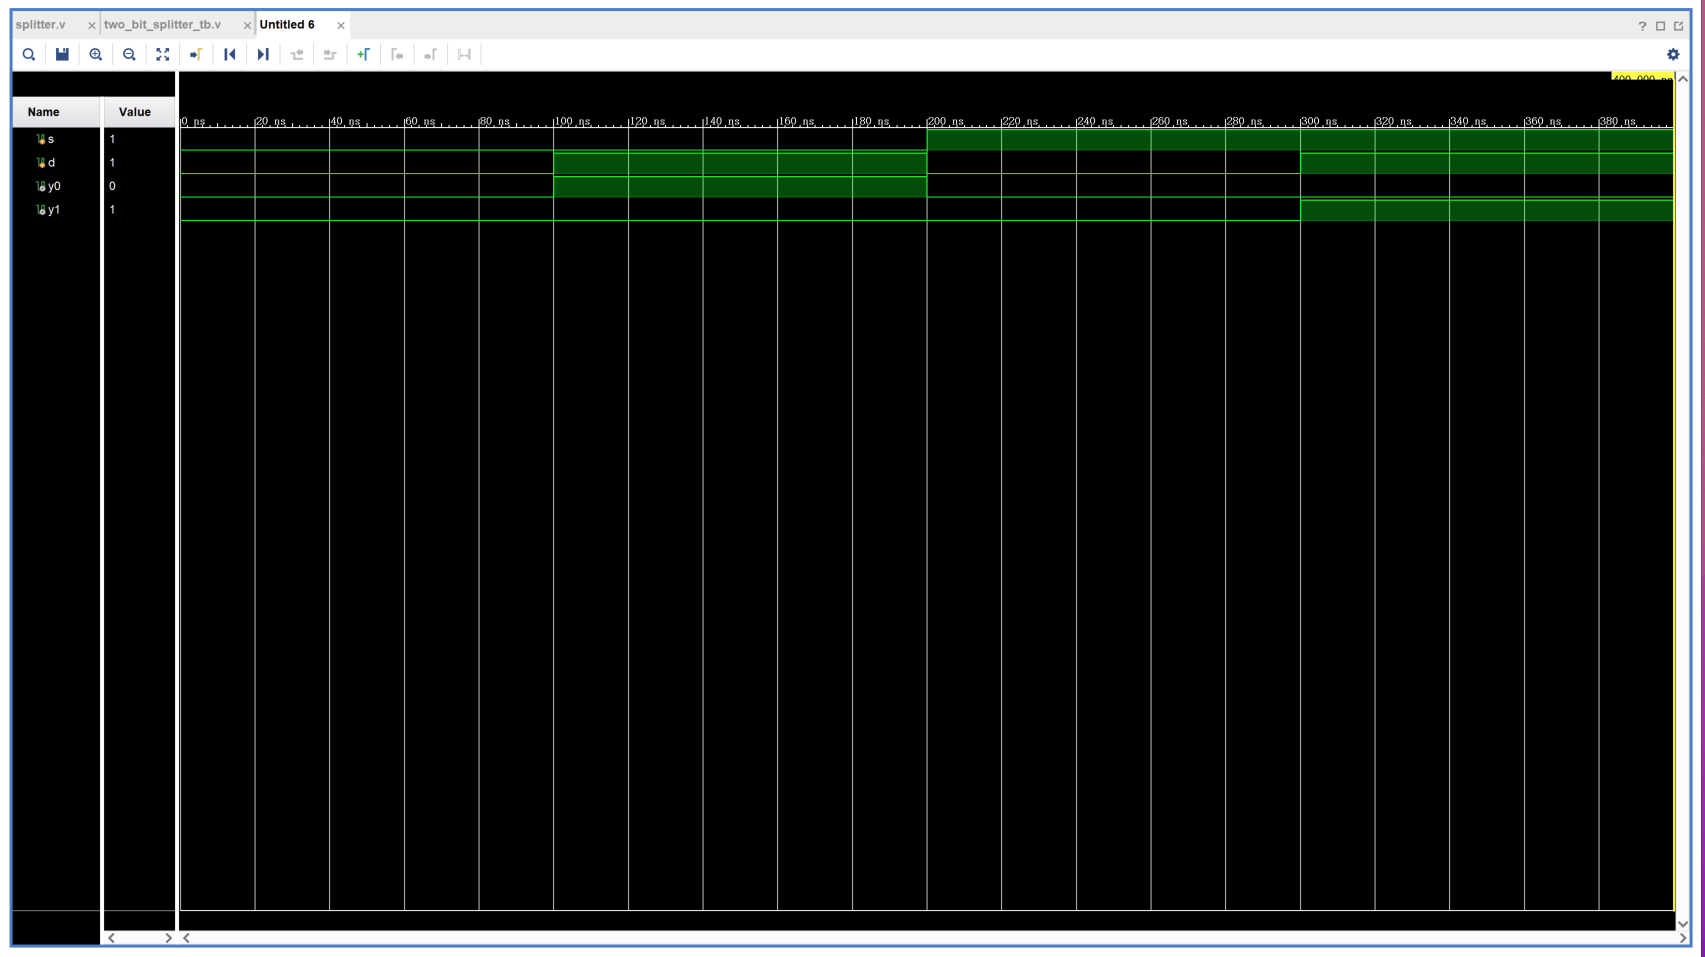 splitter.v × two_bit_splitter_tb.v × Untitled 6 ×
?
400.000 ns
Name Value
0 ns 20 ns 40 ns 60 ns 80 ns 100 ns 120 ns 140 ns 160 ns 180 ns 200 ns 220 ns 240 ns 260 ns 280 ns 300 ns 320 ns 340 ns 360 ns 380 ns
s 1
d 1
y0 0
y1 1